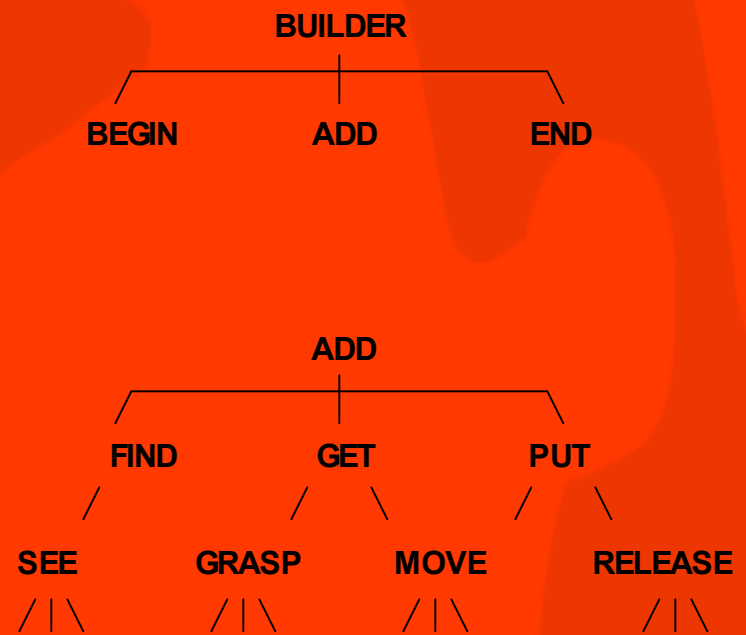 BUILDER
BEGIN ADD END
ADD
FIND GET PUT
SEE GRASP MOVE RELEASE